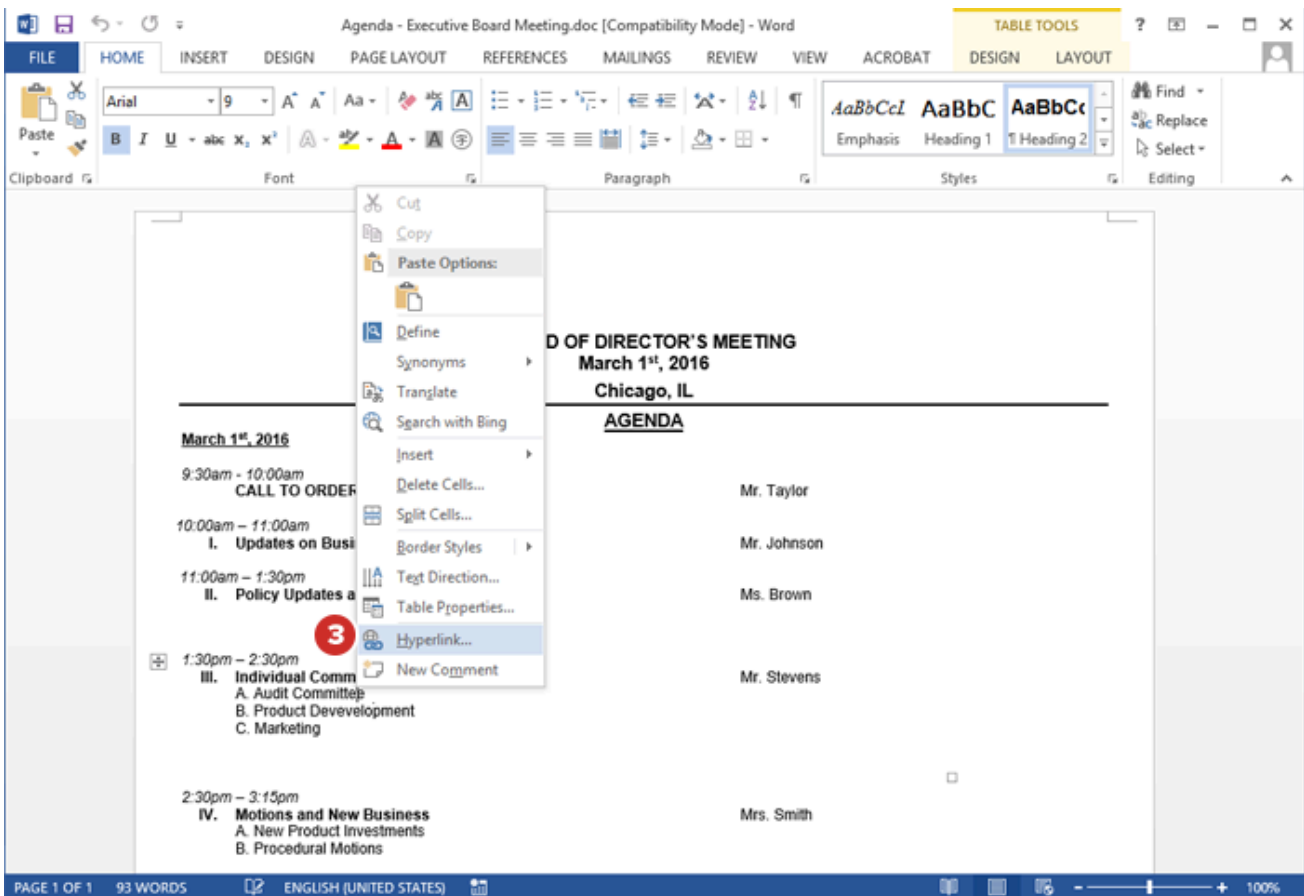 Agenda - Executive Board Meeting.doc [Compatibility Mode] - Word
TABLE TOOLS
?
FILE HOME INSERT DESIGN PAGE LAYOUT REFERENCES MAILINGS REVIEW VIEW ACROBAT DESIGN LAYOUT
Paste
Arial 9 A A Aa
B I U abc x₂ x² A A A
AaBbCcI AaBbC AaBbCc
Emphasis Heading 1 ¶ Heading 2
Find
Replace
Select
Clipboard Font Paragraph Styles Editing
Cut
Copy
Paste Options:
Define
Synonyms
Translate
Search with Bing
Insert
Delete Cells...
Split Cells...
Border Styles
Text Direction...
Table Properties...
3 Hyperlink...
New Comment
D OF DIRECTOR'S MEETING
March 1st, 2016
Chicago, IL
AGENDA
March 1st, 2016
9:30am - 10:00am
CALL TO ORDER Mr. Taylor
10:00am – 11:00am
I. Updates on Busi Mr. Johnson
11:00am – 1:30pm
II. Policy Updates a Ms. Brown
1:30pm – 2:30pm
III. Individual Comm Mr. Stevens
A. Audit Committee
B. Product Devevelopment
C. Marketing
2:30pm – 3:15pm
IV. Motions and New Business Mrs. Smith
A. New Product Investments
B. Procedural Motions
PAGE 1 OF 1 93 WORDS ENGLISH (UNITED STATES) 100%